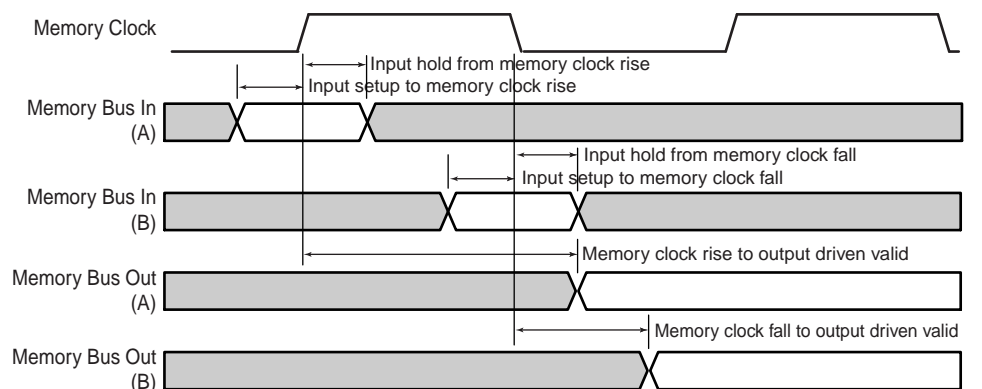 Memory Clock
Input hold from memory clock rise
Input setup to memory clock rise
Memory Bus In
(A)
Input hold from memory clock fall
Input setup to memory clock fall
Memory Bus In
(B)
Memory clock rise to output driven valid
Memory Bus Out
(A)
Memory clock fall to output driven valid
Memory Bus Out
(B)